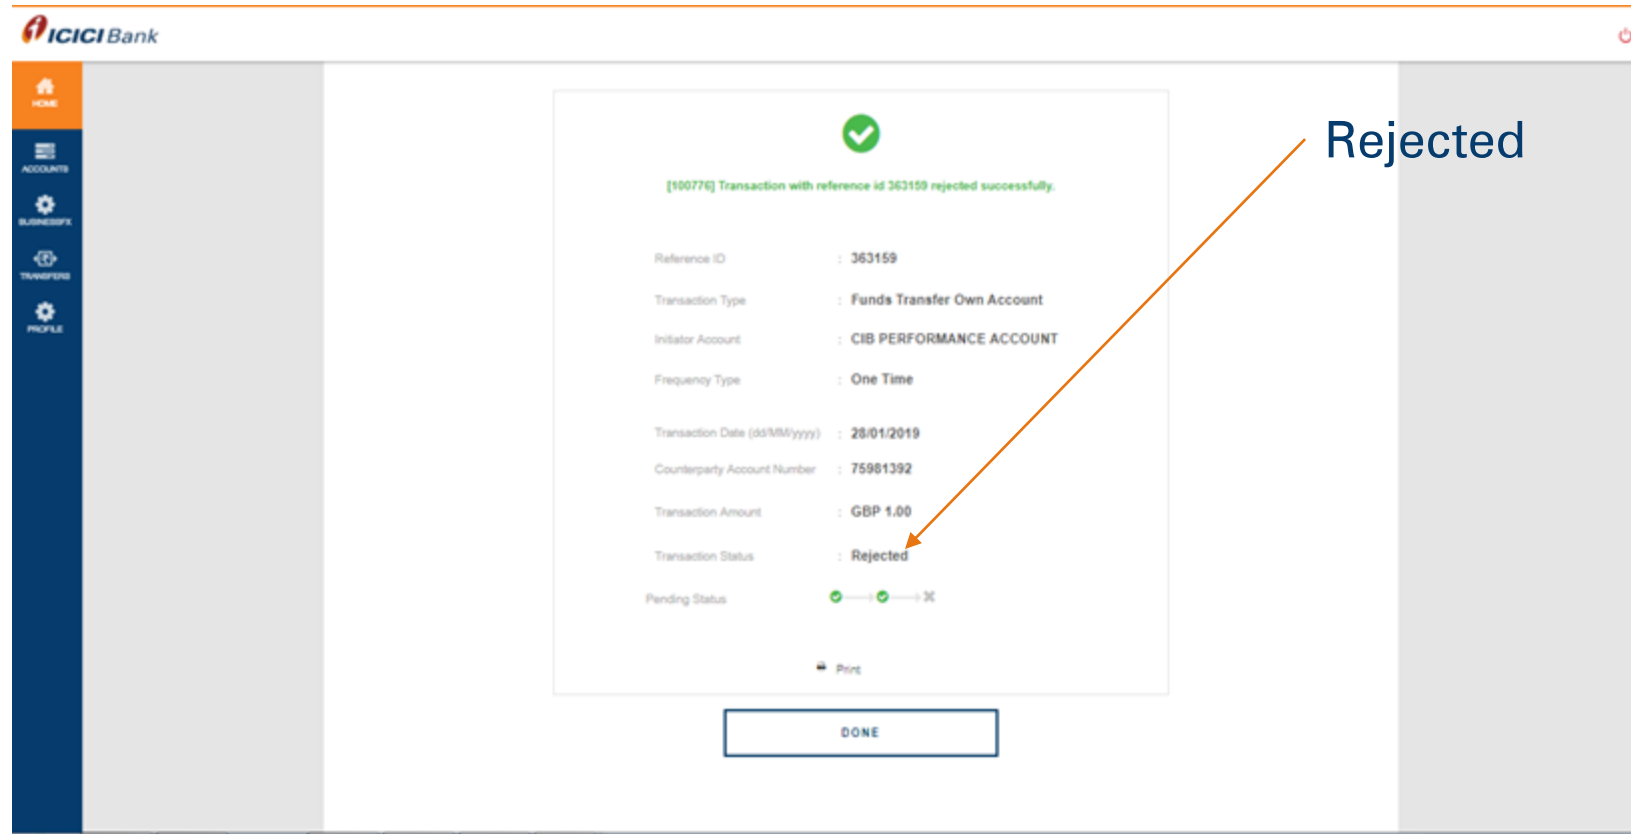 ICICI Bank
HOME
ACCOUNTS
BUSINESSFX
TRANSFERS
PROFILE
[100776] Transaction with reference id 363159 rejected successfully.
Reference ID : 363159
Transaction Type : Funds Transfer Own Account
Initiator Account : CIB PERFORMANCE ACCOUNT
Frequency Type : One Time
Transaction Date (dd/MM/yyyy) : 28/01/2019
Counterparty Account Number : 75981392
Transaction Amount : GBP 1.00
Transaction Status : Rejected
Pending Status
Print
DONE
Rejected